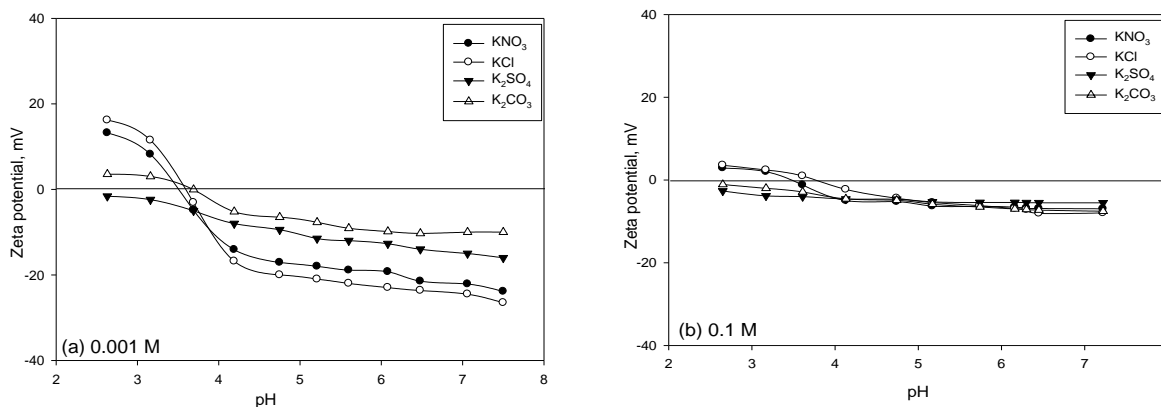 40
20
0
-20
-40
Zeta potential, mV
2
3
4
5
6
7
8
pH
KNO₃
KCl
K₂SO₄
K₂CO₃
(a) 0.001 M
40
20
0
-20
-40
Zeta potential, mV
2
3
4
5
6
7
pH
KNO₃
KCl
K₂SO₄
K₂CO₃
(b) 0.1 M